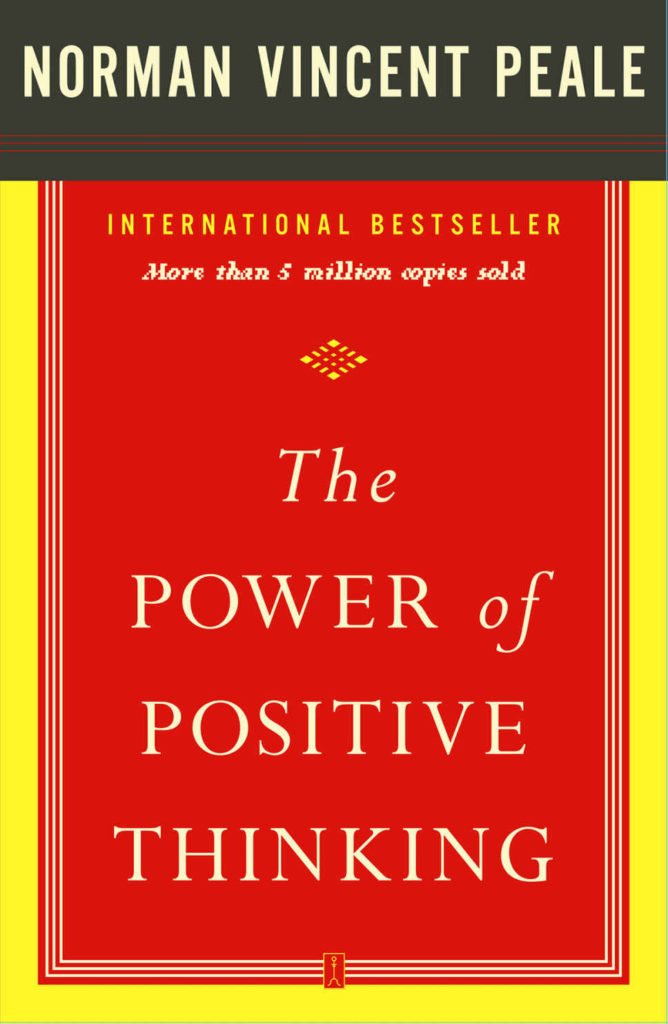 NORMAN VINCENT PEALE
INTERNATIONAL BESTSELLER
More than 5 million copies sold
The
POWER of
POSITIVE
THINKING